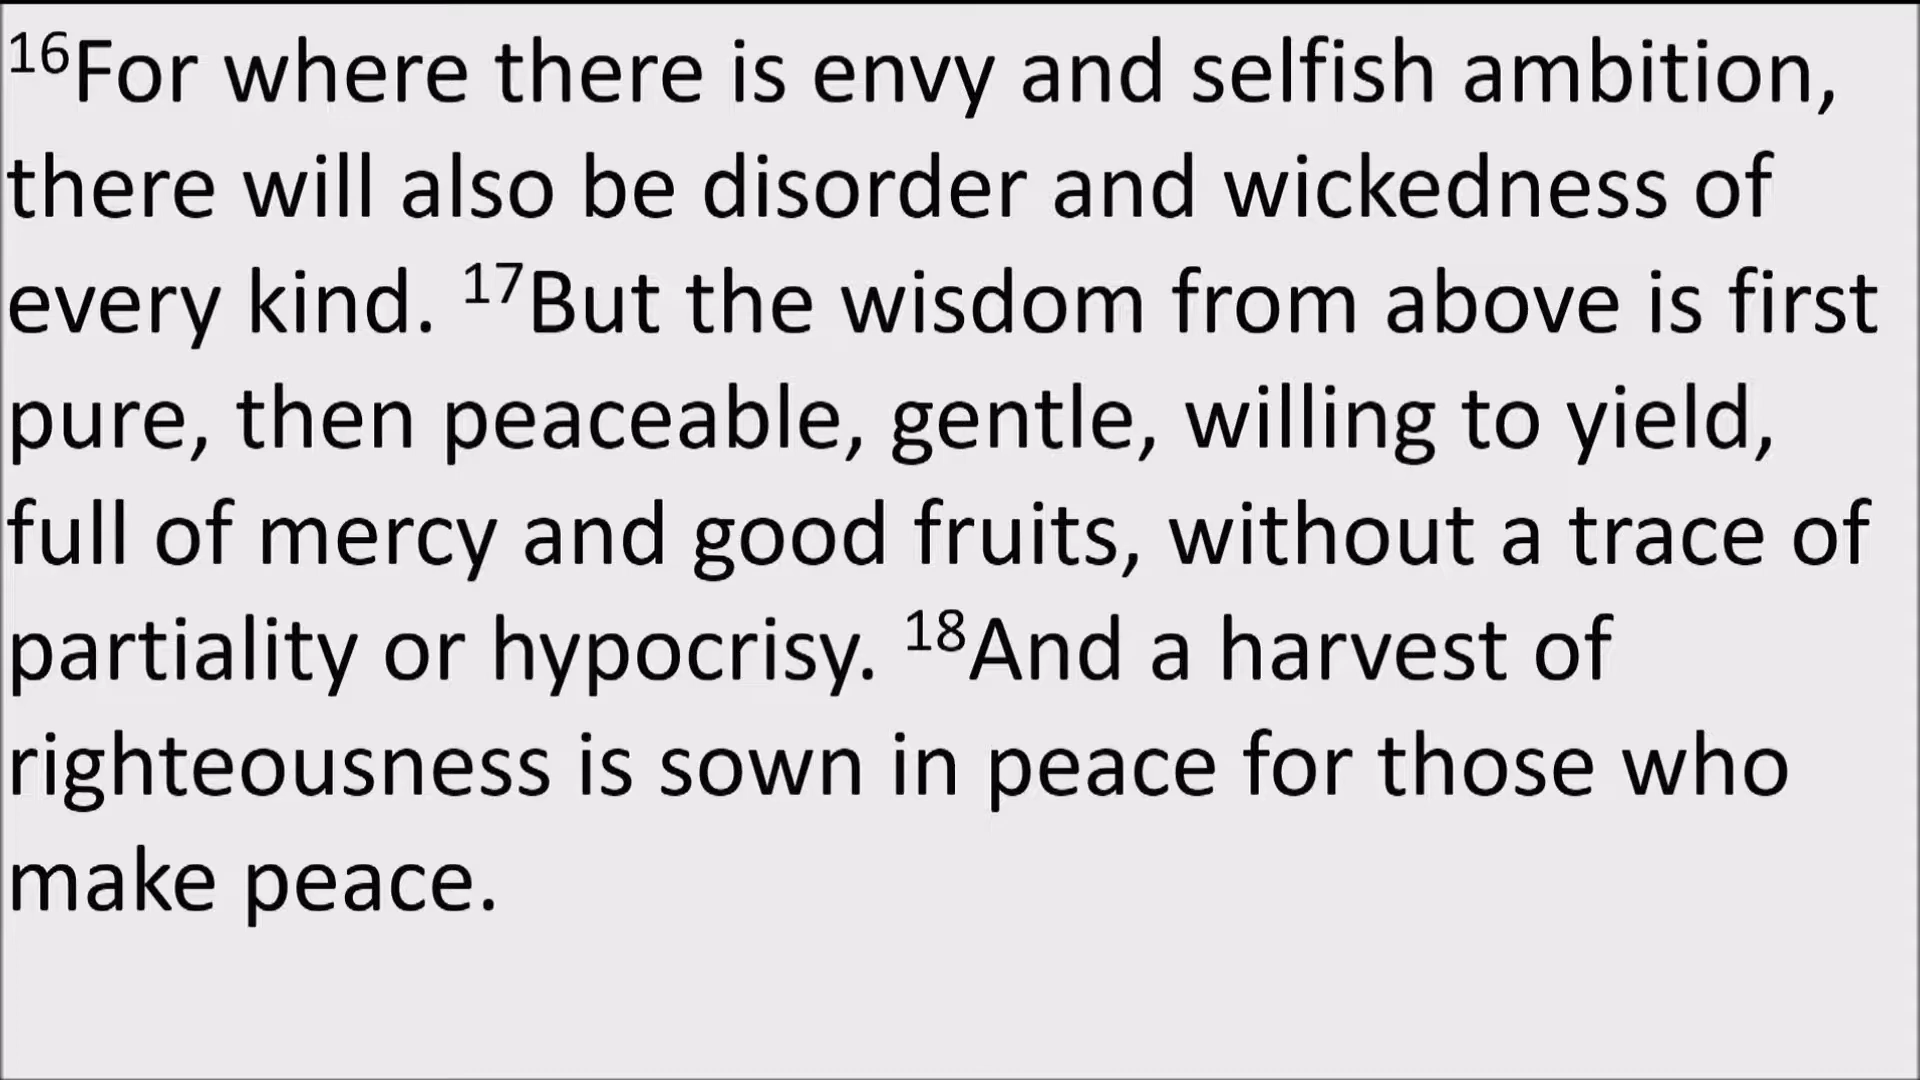 ¹⁶For where there is envy and selfish ambition,
there will also be disorder and wickedness of
every kind. ¹⁷But the wisdom from above is first
pure, then peaceable, gentle, willing to yield,
full of mercy and good fruits, without a trace of
partiality or hypocrisy. ¹⁸And a harvest of
righteousness is sown in peace for those who
make peace.